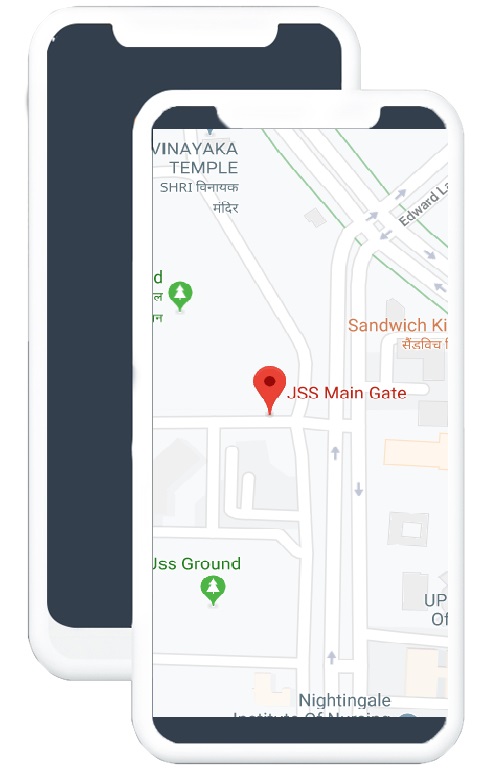 VINAYAKA
TEMPLE
SHRI विनायक
मंदिर
Edward La
d
ल
न
Sandwich Ki
सैंडविच
JSS Main Gate
Jss Ground
UP
Of
Nightingale
Institute Of Nursing